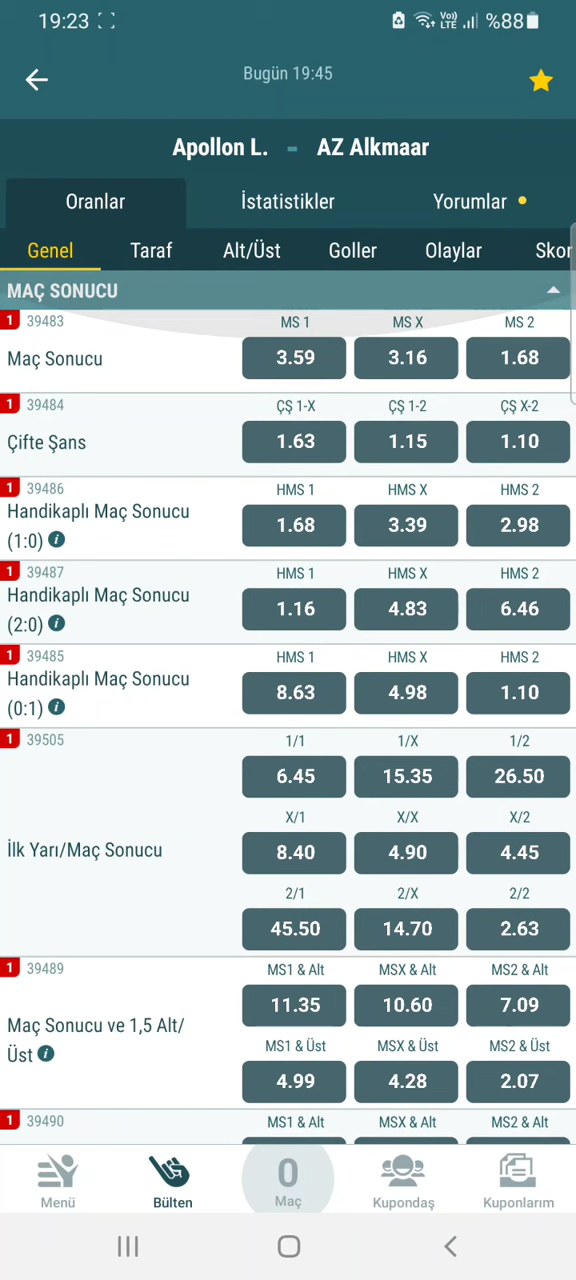 19:23 %88
Bugün 19:45
Apollon L. - AZ Alkmaar
Oranlar İstatistikler Yorumlar
Genel Taraf Alt/Üst Goller Olaylar Skor
MAÇ SONUCU
1 39483 MS 1 MS X MS 2
Maç Sonucu 3.59 3.16 1.68
1 39484 ÇŞ 1-X ÇŞ 1-2 ÇŞ X-2
Çifte Şans 1.63 1.15 1.10
1 39486 HMS 1 HMS X HMS 2
Handikaplı Maç Sonucu
(1:0) i 1.68 3.39 2.98
1 39487 HMS 1 HMS X HMS 2
Handikaplı Maç Sonucu
(2:0) i 1.16 4.83 6.46
1 39485 HMS 1 HMS X HMS 2
Handikaplı Maç Sonucu
(0:1) i 8.63 4.98 1.10
1 39505 1/1 1/X 1/2
6.45 15.35 26.50
X/1 X/X X/2
İlk Yarı/Maç Sonucu 8.40 4.90 4.45
2/1 2/X 2/2
45.50 14.70 2.63
1 39489 MS1 & Alt MSX & Alt MS2 & Alt
11.35 10.60 7.09
Maç Sonucu ve 1,5 Alt/
Üst i MS1 & Üst MSX & Üst MS2 & Üst
4.99 4.28 2.07
1 39490 MS1 & Alt MSX & Alt MS2 & Alt
0
Menü Bülten Maç Kupondaş Kuponlarım